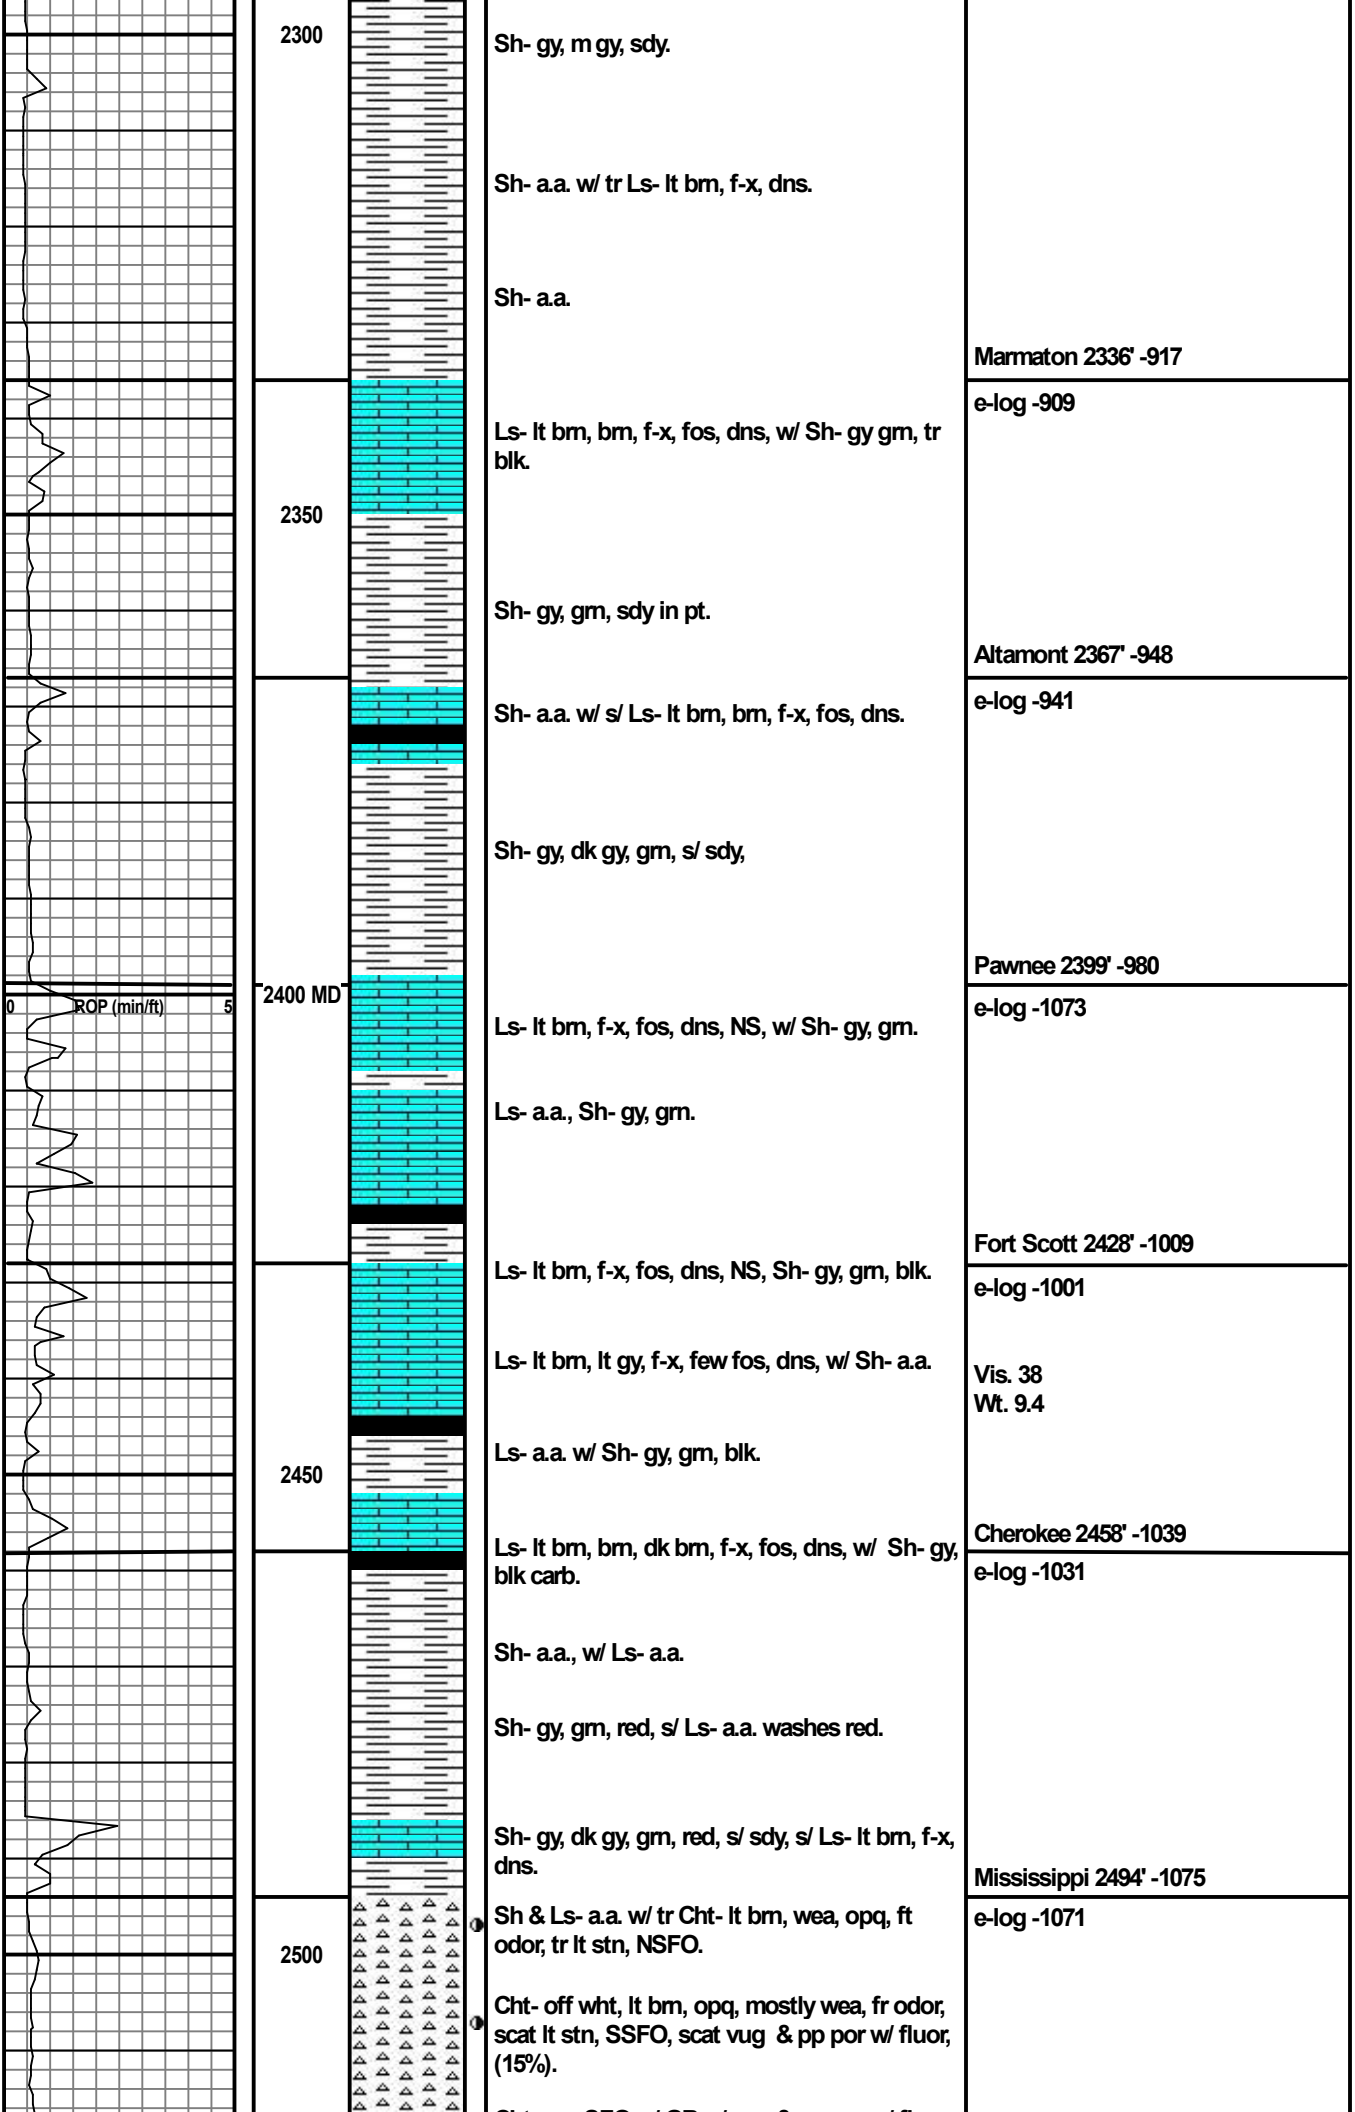 2300
Sh- gy, m gy, sdy.
Sh- a.a. w/ tr Ls- lt brn, f-x, dns.
Sh- a.a.
Marmaton 2336' -917
e-log -909
Ls- lt brn, brn, f-x, fos, dns, w/ Sh- gy grn, tr
blk.
2350
Sh- gy, grn, sdy in pt.
Altamont 2367' -948
e-log -941
Sh- a.a. w/ s/ Ls- lt brn, brn, f-x, fos, dns.
Sh- gy, dk gy, grn, s/ sdy,
Pawnee 2399' -980
2400 MD
0 ROP (min/ft) 5
e-log -1073
Ls- lt brn, f-x, fos, dns, NS, w/ Sh- gy, grn.
Ls- a.a., Sh- gy, grn.
Fort Scott 2428' -1009
Ls- lt brn, f-x, fos, dns, NS, Sh- gy, grn, blk.
e-log -1001
Ls- lt brn, lt gy, f-x, few fos, dns, w/ Sh- a.a.
Vis. 38
Wt. 9.4
Ls- a.a. w/ Sh- gy, grn, blk.
2450
Cherokee 2458' -1039
Ls- lt brn, brn, dk brn, f-x, fos, dns, w/ Sh- gy,
blk carb.
e-log -1031
Sh- a.a., w/ Ls- a.a.
Sh- gy, grn, red, s/ Ls- a.a. washes red.
Sh- gy, dk gy, grn, red, s/ sdy, s/ Ls- lt brn, f-x,
dns.
Mississippi 2494' -1075
e-log -1071
Sh & Ls- a.a. w/ tr Cht- lt brn, wea, opq, ft
odor, tr lt stn, NSFO.
2500
Cht- off wht, lt brn, opq, mostly wea, fr odor,
scat lt stn, SSFO, scat vug & pp por w/ fluor,
(15%).